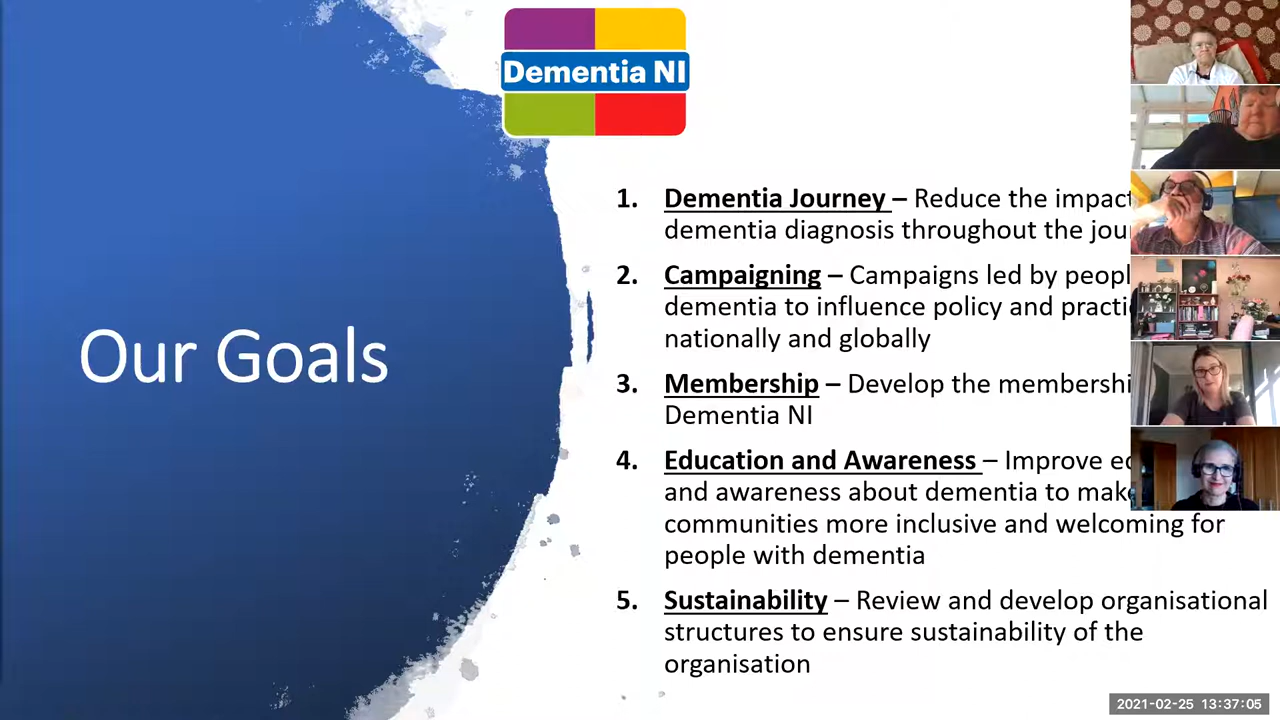 Dementia NI
Our Goals
1. Dementia Journey – Reduce the impact
dementia diagnosis throughout the jou
2. Campaigning – Campaigns led by peopl
dementia to influence policy and practi
nationally and globally
3. Membership – Develop the membershi
Dementia NI
4. Education and Awareness – Improve ed
and awareness about dementia to make
communities more inclusive and welcoming for
people with dementia
5. Sustainability – Review and develop organisational
structures to ensure sustainability of the
organisation
2021-02-25 13:37:05